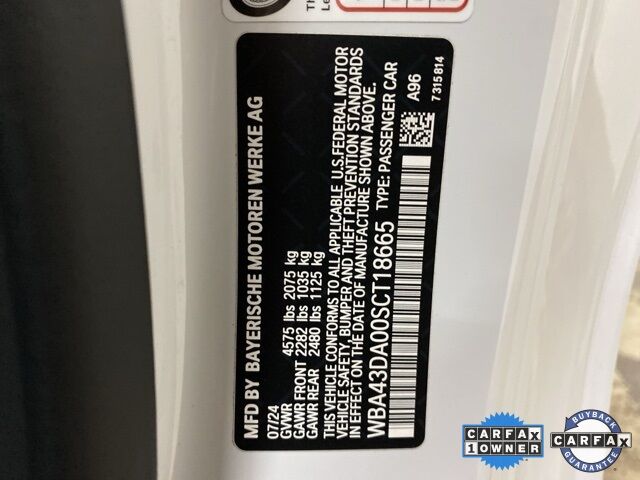 MFD BY BAYERISCHE MOTOREN WERKE AG
07/24
GVWR 4575 lbs 2075 kg
GAWR FRONT 2282 lbs 1035 kg
GAWR REAR 2480 lbs 1125 kg
THIS VEHICLE CONFORMS TO ALL APPLICABLE U.S.FEDERAL MOTOR
VEHICLE SAFETY, BUMPER AND THEFT PREVENTION STANDARDS
IN EFFECT ON THE DATE OF MANUFACTURE SHOWN ABOVE.
WBA43DA00SCT18665 TYPE: PASSENGER CAR
A96
7315814
CARFAX
1 OWNER
BUYBACK
CARFAX
GUARANTEE